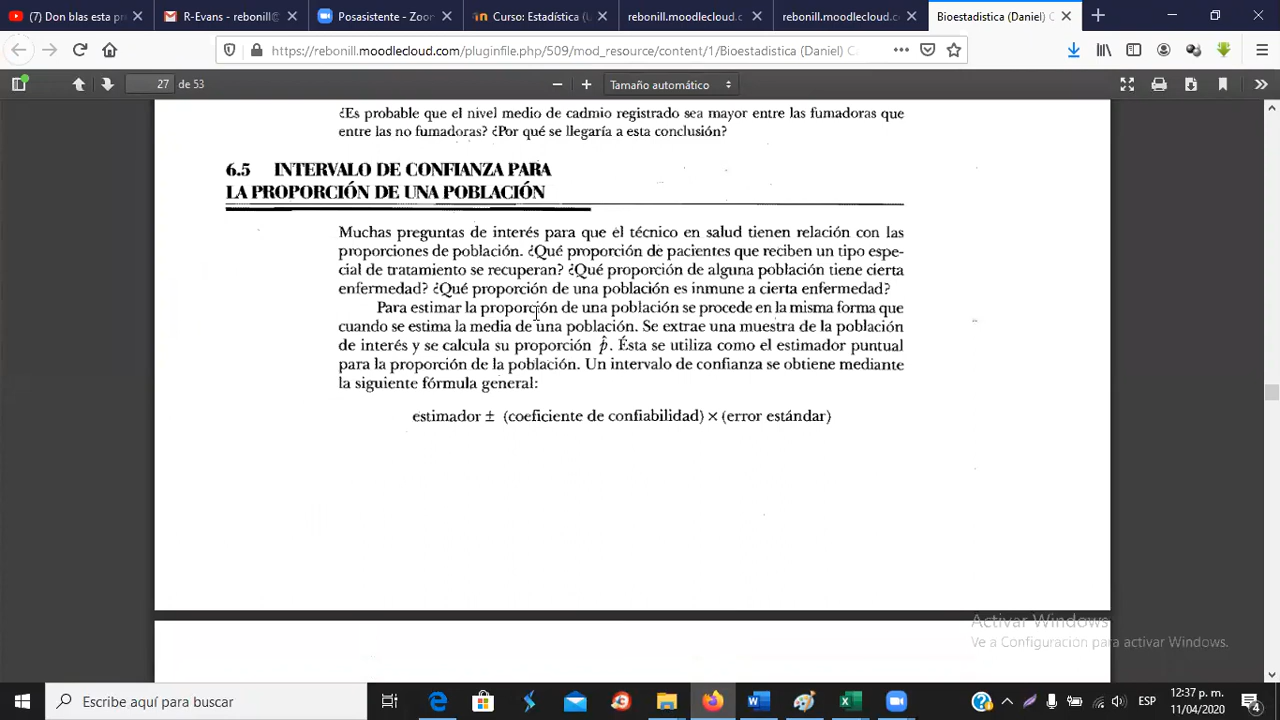 (7) Don blas esta pr
R-Evans - rebonill@
Posasistente - Zoor
Curso: Estadística (U
rebonill.moodlecloud.co
rebonill.moodlecloud.co
Bioestadistica (Daniel) C
https://rebonill.moodlecloud.com/pluginfile.php/509/mod_resource/content/1/Bioestadistica (Daniel) C.
27 de 53
Tamaño automático
¿Es probable que el nivel medio de cadmio registrado sea mayor entre las fumadoras que
entre las no fumadoras? ¿Por qué se llegaría a esta conclusión?
6.5 INTERVALO DE CONFIANZA PARA
LA PROPORCIÓN DE UNA POBLACIÓN
Muchas preguntas de interés para que el técnico en salud tienen relación con las
proporciones de población. ¿Qué proporción de pacientes que reciben un tipo espe-
cial de tratamiento se recuperan? ¿Qué proporción de alguna población tiene cierta
enfermedad? ¿Qué proporción de una población es inmune a cierta enfermedad?
Para estimar la proporción de una población se procede en la misma forma que
cuando se estima la media de una población. Se extrae una muestra de la población
de interés y se calcula su proporción p̂. Ésta se utiliza como el estimador puntual
para la proporción de la población. Un intervalo de confianza se obtiene mediante
la siguiente fórmula general:
estimador ± (coeficiente de confiabilidad) × (error estándar)
Activar Windows
Ve a Configuración para activar Windows.
Escribe aquí para buscar
ESP
12:37 p. m.
11/04/2020
4